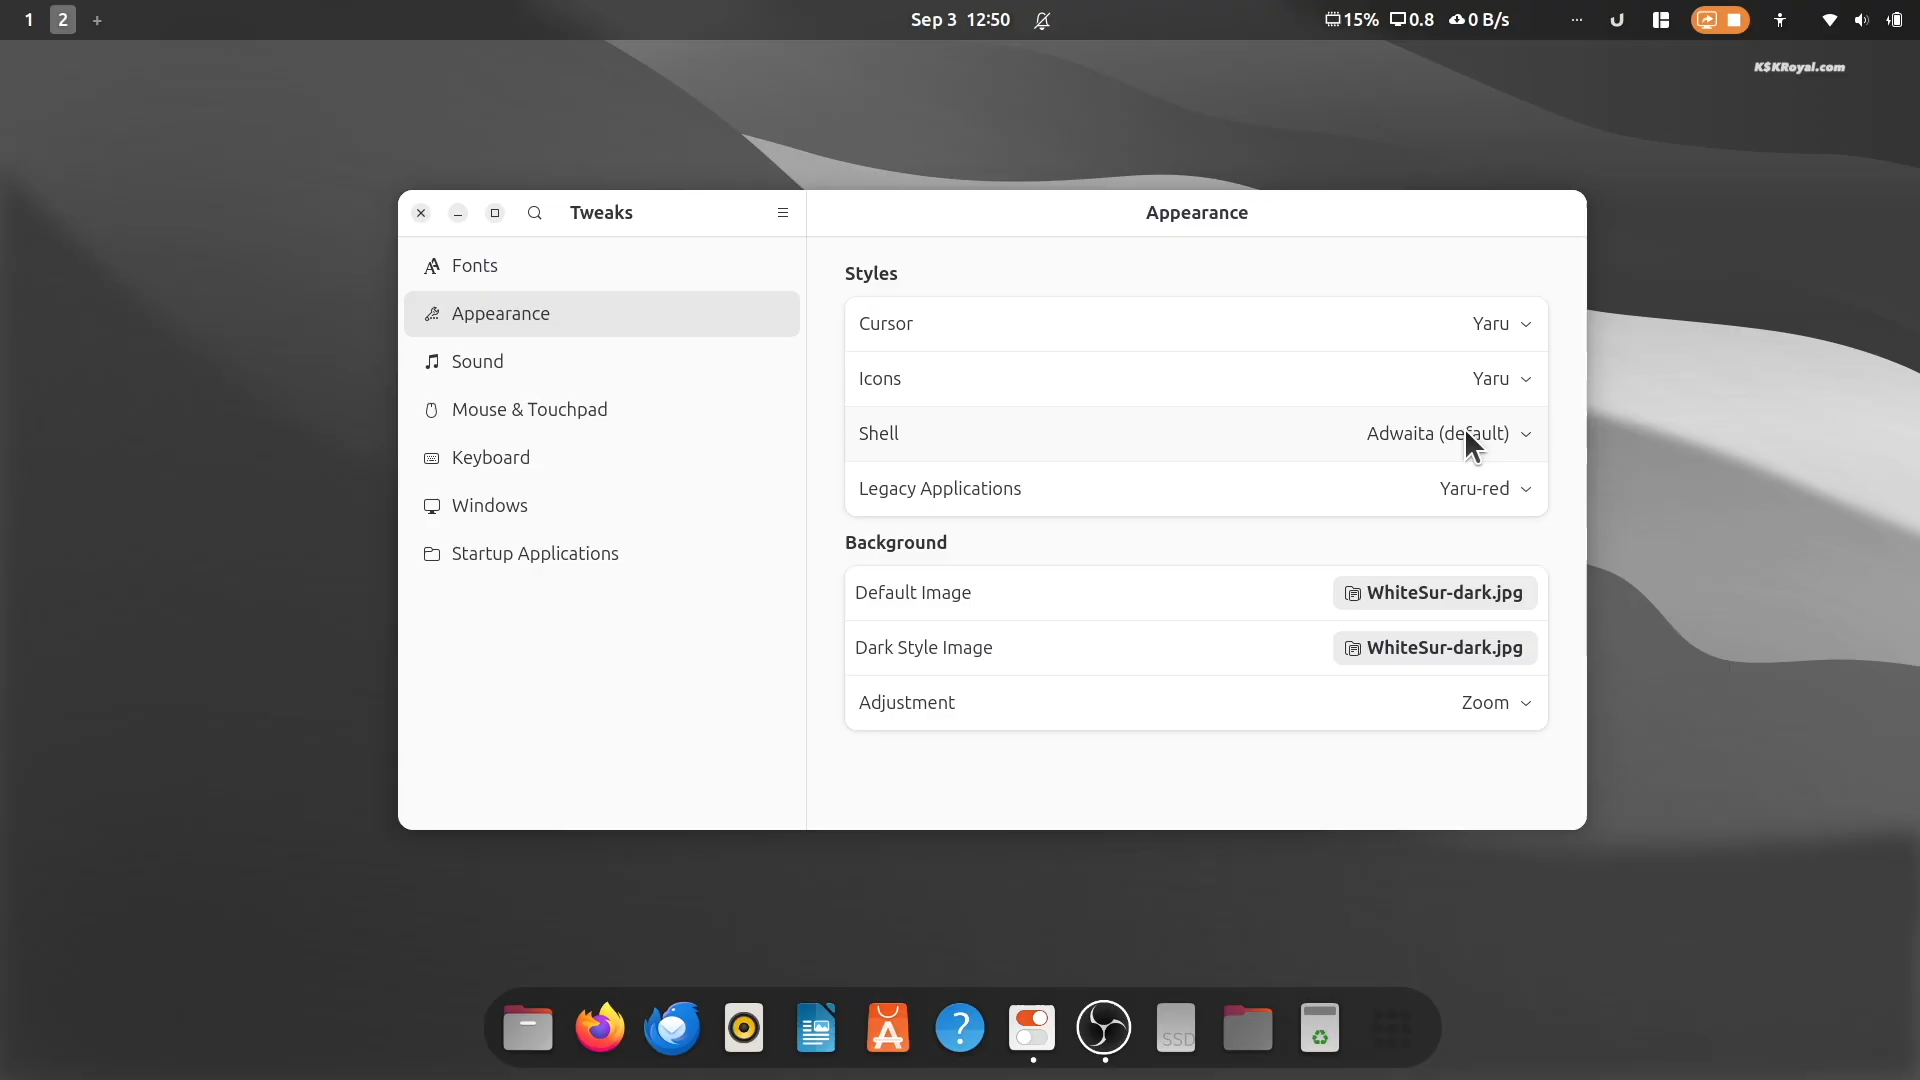 1 2 + Sep 3 12:50 15% 0.8 0 B/s ...
K$KRoyal.com
Tweaks
Appearance
Fonts
Appearance
Sound
Mouse & Touchpad
Keyboard
Windows
Startup Applications
Styles
Cursor Yaru
Icons Yaru
Shell Adwaita (default)
Legacy Applications Yaru-red
Background
Default Image WhiteSur-dark.jpg
Dark Style Image WhiteSur-dark.jpg
Adjustment Zoom
SSD